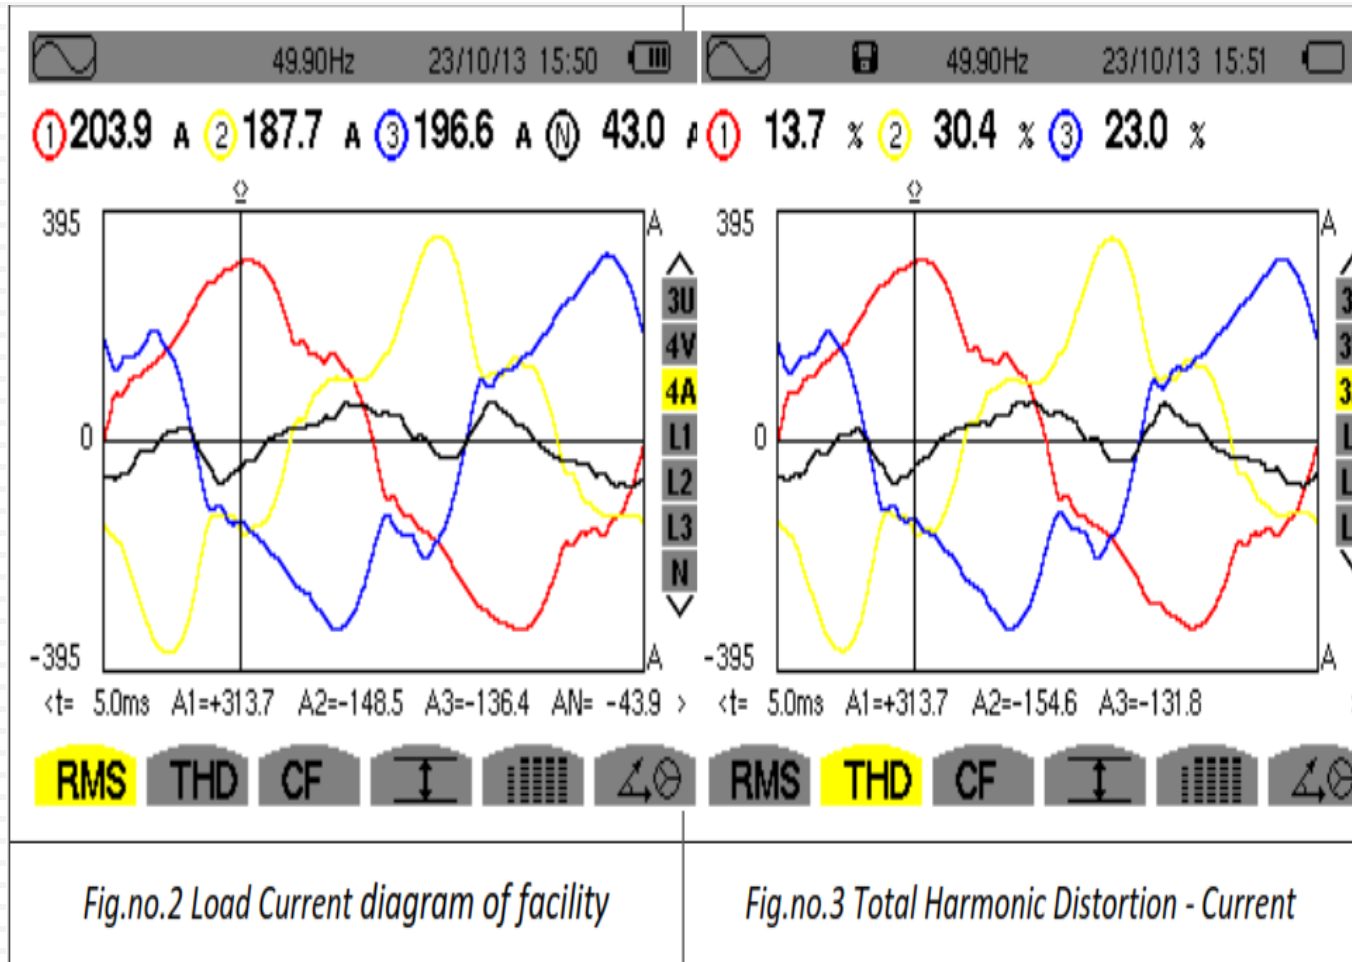 49.90Hz 23/10/13 15:50
1 203.9 A 2 187.7 A 3 196.6 A N 43.0 A
395 A
3U
4V
4A
0 L1
L2
L3
N
-395 A
<t= 5.0ms A1=+313.7 A2=-148.5 A3=-136.4 AN= -43.9 >
RMS THD CF
Fig.no.2 Load Current diagram of facility
49.90Hz 23/10/13 15:51
1 13.7 % 2 30.4 % 3 23.0 %
395 A
3
3
3
0 L
L
L
-395 A
<t= 5.0ms A1=+313.7 A2=-154.6 A3=-131.8
RMS THD CF
Fig.no.3 Total Harmonic Distortion - Current